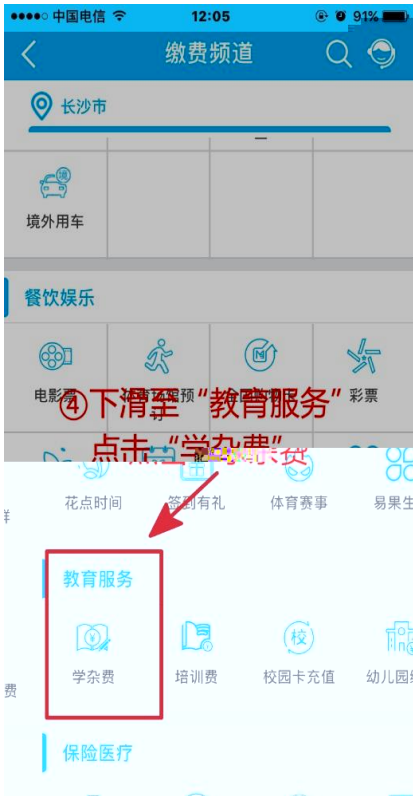 中国电信 12:05 91%
缴费频道
长沙市
境外用车
餐饮娱乐
④下滑至“教育服务”
电影票 彩票
点击“学杂费”
花点时间 签到有礼 体育赛事 易果生
教育服务
学杂费 培训费 校园卡充值 幼儿园
费
保险医疗